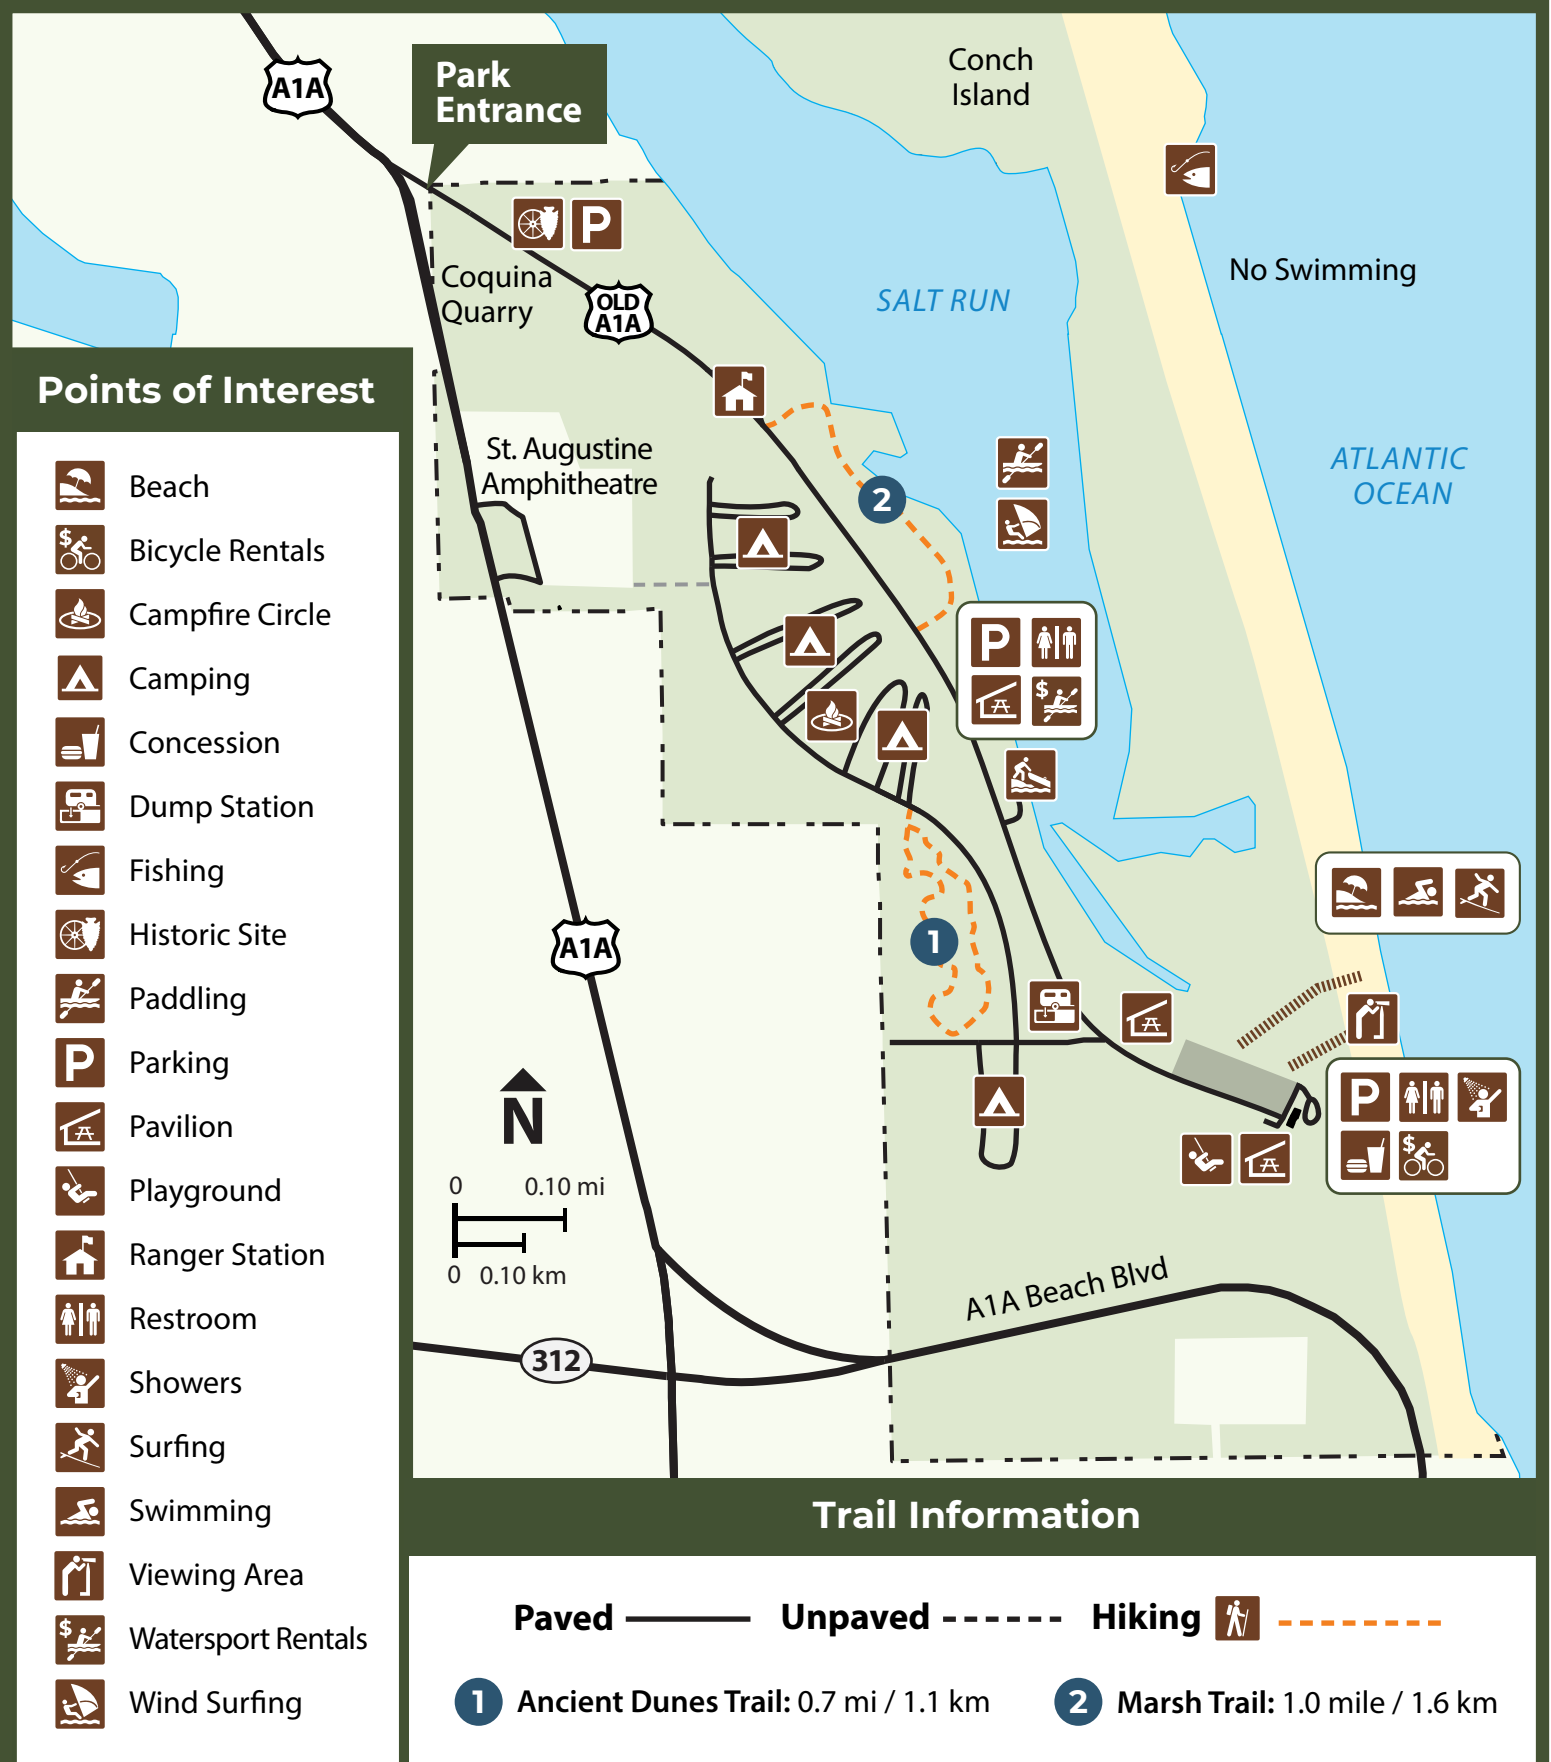 A1A
Park
Entrance
Conch
Island
No Swimming
Coquina
Quarry
P
OLD
A1A
SALT RUN
ATLANTIC
OCEAN
St. Augustine
Amphitheatre
2
P
$
1
A1A
N
0 0.10 mi
0 0.10 km
P
$
A1A Beach Blvd
312
Points of Interest
Beach
$ Bicycle Rentals
Campfire Circle
Camping
Concession
Dump Station
Fishing
Historic Site
Paddling
P Parking
Pavilion
Playground
Ranger Station
Restroom
Showers
Surfing
Swimming
Viewing Area
$ Watersport Rentals
Wind Surfing
Trail Information
Paved Unpaved Hiking
1 Ancient Dunes Trail: 0.7 mi / 1.1 km
2 Marsh Trail: 1.0 mile / 1.6 km